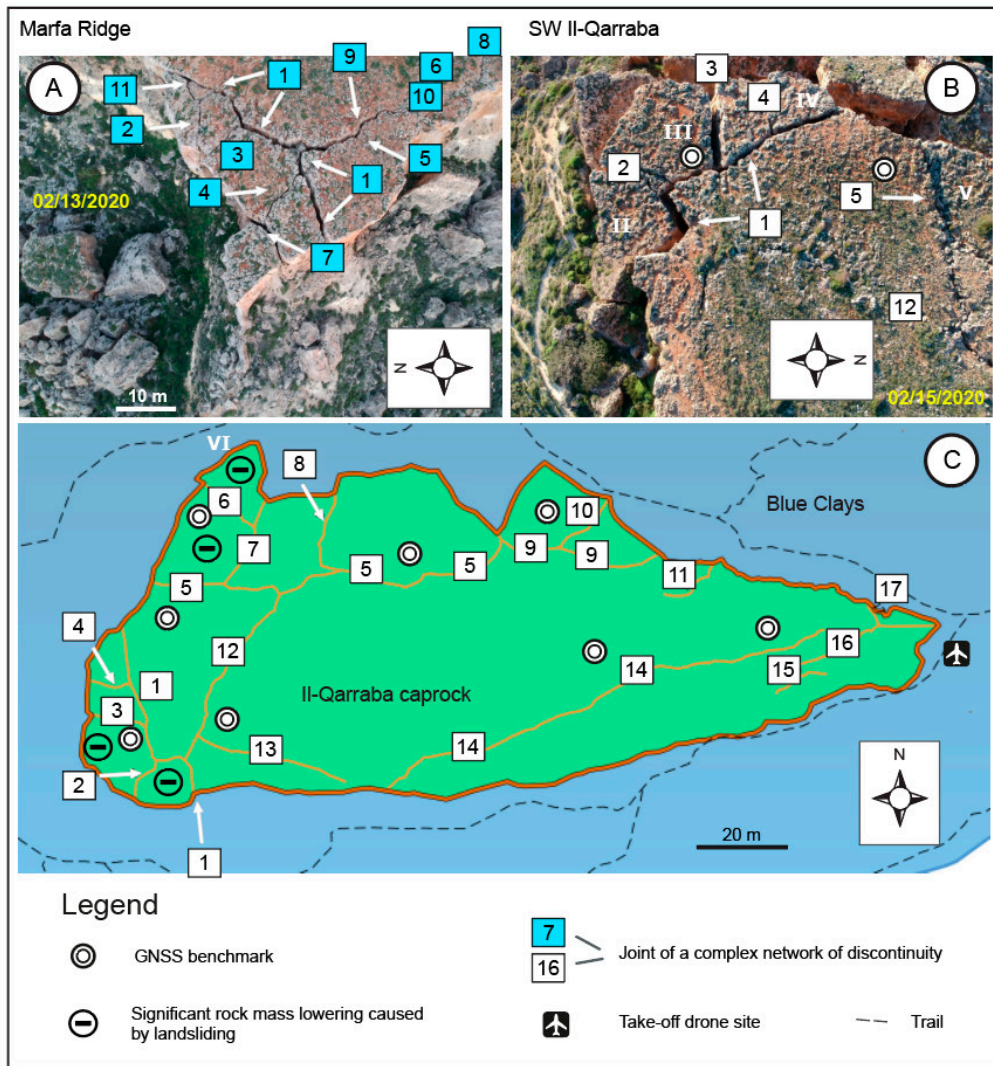 Marfa Ridge
SW Il-Qarraba
A
11
1
9
6
8
10
2
3
4
5
1
7
02/13/2020
10 m
N
B
3
4
IV
III
2
II
1
5
V
12
N
02/15/2020
C
VI
8
6
7
5
5
5
10
9
9
11
17
Blue Clays
4
1
12
3
14
16
15
Il-Qarraba caprock
2
13
14
1
N
20 m
Legend
GNSS benchmark
7
16
Joint of a complex network of discontinuity
Significant rock mass lowering caused
by landsliding
Take-off drone site
Trail